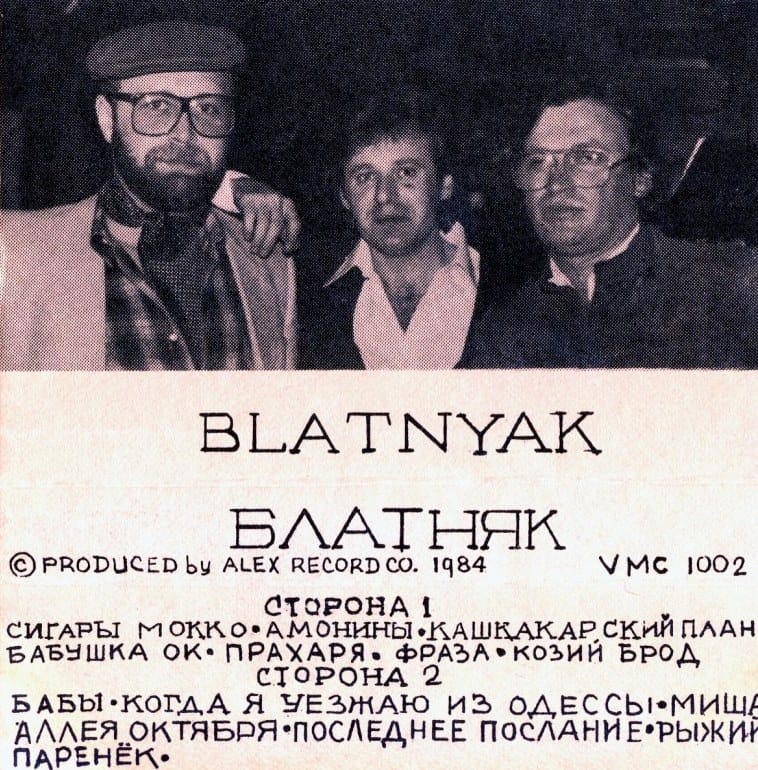 BLATNYAK
БЛАТНЯК
© PRODUCED by ALEX RECORD CO. 1984 VMC 1002
СТОРОНА 1
СИГАРЫ МОККО•АМОНИНЫ•КАШКАКАРСКИЙ ПЛАН
БАБУШКА ОК• ПРАХАРЯ• ФРАЗА•КОЗИЙ БРОД
СТОРОНА 2
БАБЫ•КОГДА Я УЕЗЖАЮ ИЗ ОДЕССЫ•МИША
АЛЛЕЯ ОКТЯБРЯ•ПОСЛЕДНЕЕ ПОСЛАНИЕ•РЫЖИЙ
ПАРЕНЁК•